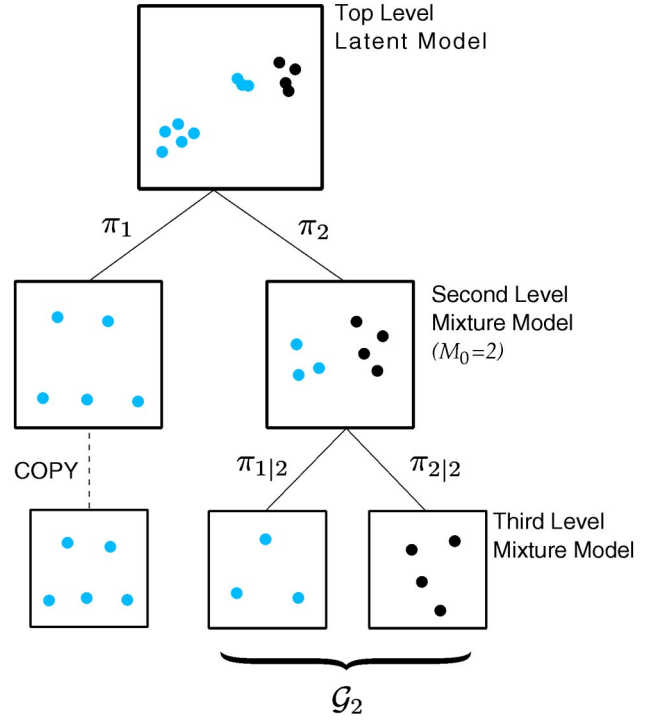 Top Level
Latent Model
π₁
π₂
Second Level
Mixture Model
(M₀=2)
COPY
π₁|₂
π₂|₂
Third Level
Mixture Model
𝒢₂